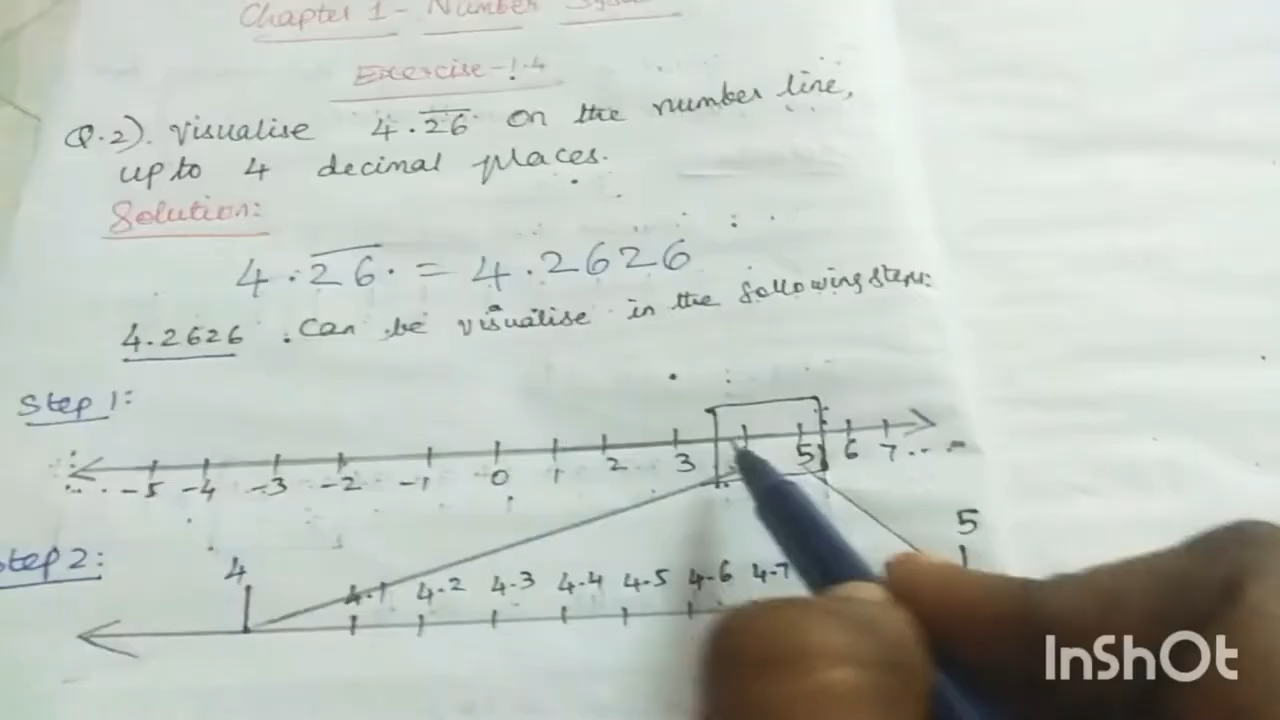 Chapter 1 - Number
Exercise - 1.4
Q.2). Visualise 4.2̅6̅ on the number line,
upto 4 decimal places.
Solution:
4.2̅6̅. = 4.2626
4.2626 . Can be visualise in the following steps:
Step 1:
... -5 -4 -3 -2 -1 0 1 2 3 5 6 7 ...
Step 2:
4 4.1 4.2 4.3 4.4 4.5 4.6 4.7 5
InShOt